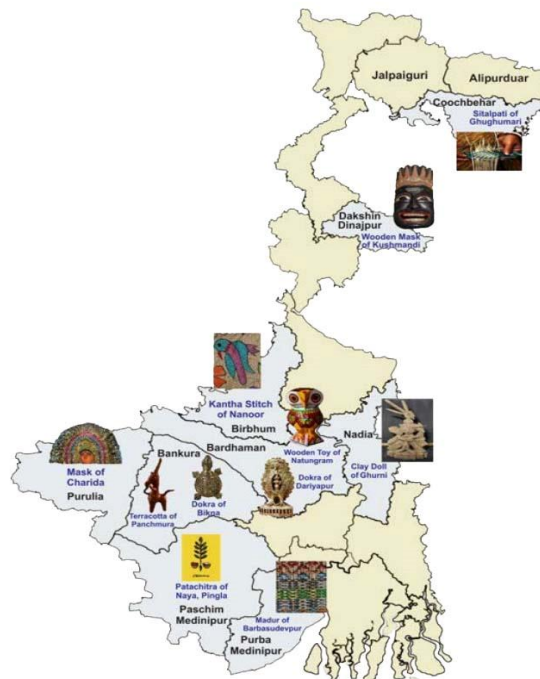 Jalpaiguri
Alipurduar
Coochbehar
Sitalpati of
Ghughumari
Dakshin
Dinajpur
Wooden Mask
of Kushmandi
Kantha Stitch
of Nanoor
Birbhum
Nadia
Clay Doll
of Ghurni
Wooden Toy of
Natungram
Bardhaman
Bankura
Mask of
Charida
Purulia
Terracotta of
Panchmura
Dokra of
Bikna
Dokra of
Dariyapur
Patachitra of
Naya, Pingla
Paschim
Medinipur
Madur of
Barbasudevpur
Purba
Medinipur